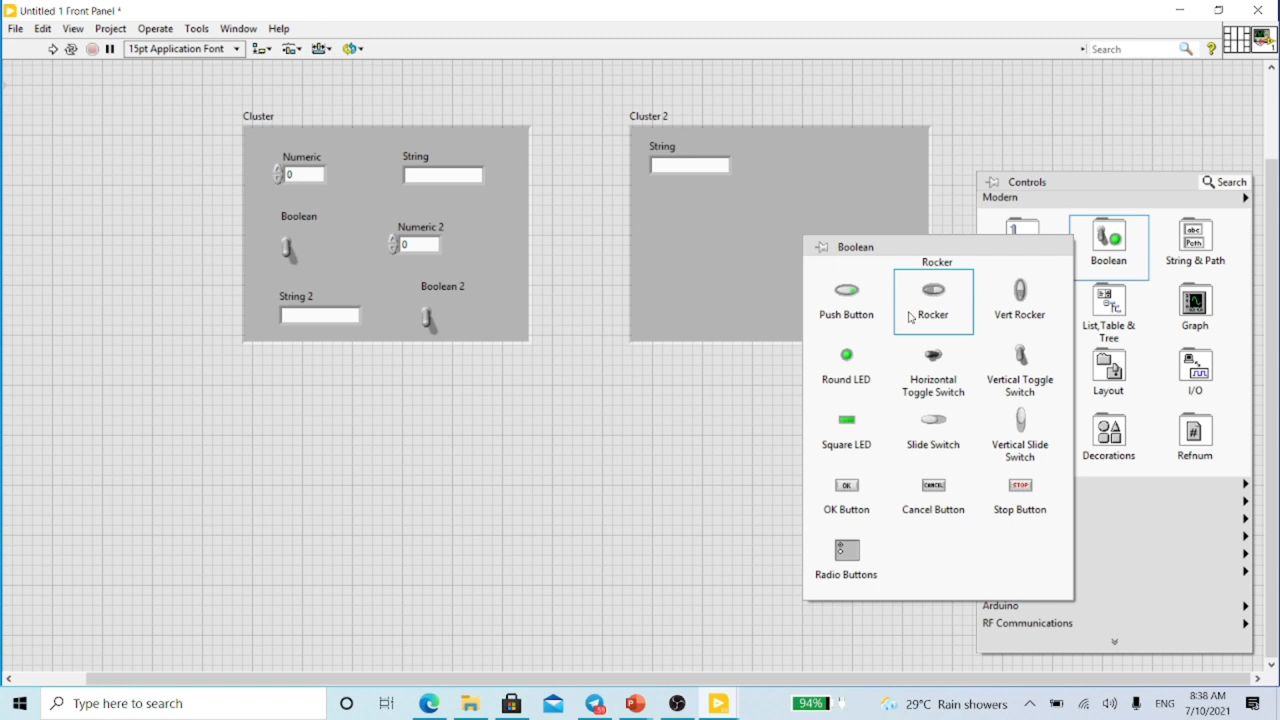 Untitled 1 Front Panel *
File Edit View Project Operate Tools Window Help
15pt Application Font
Search
Cluster
Numeric
0
String
Boolean
Numeric 2
0
String 2
Boolean 2
Cluster 2
String
Controls
Search
Modern
Boolean
String & Path
abc
Path
List, Table & Tree
Graph
Layout
I/O
Decorations
Refnum
Arduino
RF Communications
Boolean
Rocker
Push Button
Rocker
Vert Rocker
Round LED
Horizontal Toggle Switch
Vertical Toggle Switch
Square LED
Slide Switch
Vertical Slide Switch
OK
CANCEL
STOP
OK Button
Cancel Button
Stop Button
Radio Buttons
Type here to search
94%
29°C Rain showers
ENG
8:38 AM
7/10/2021